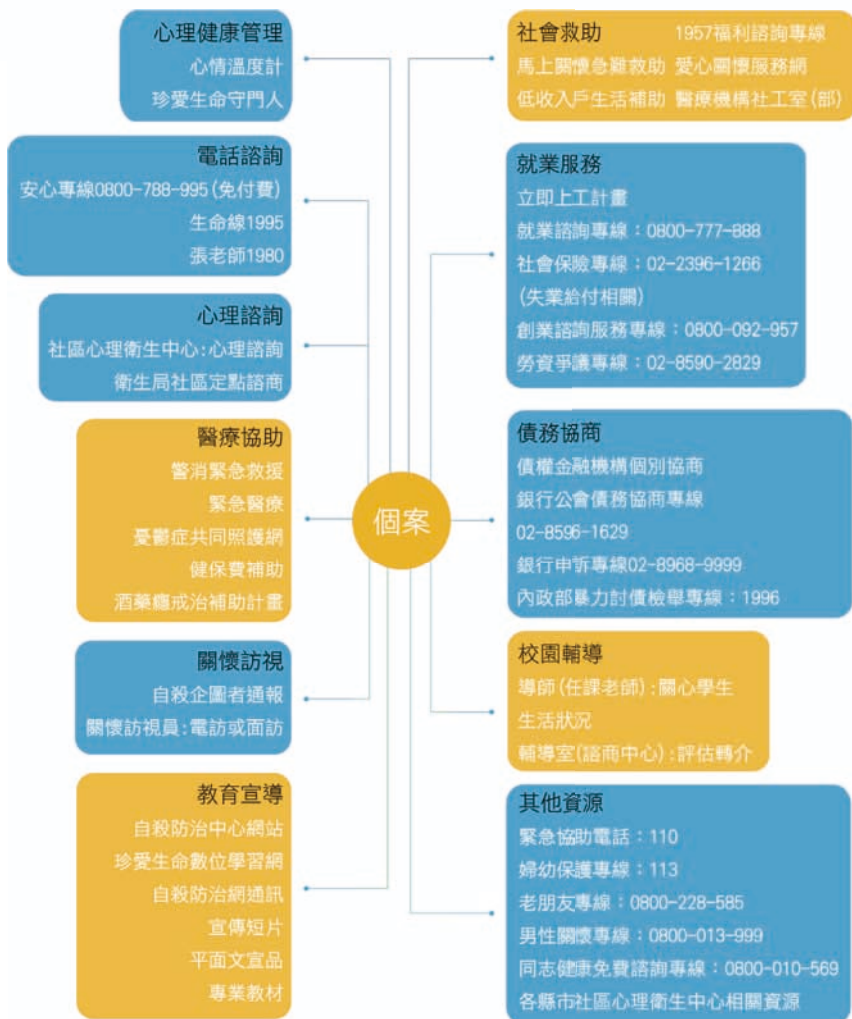 心理健康管理
心情溫度計
珍愛生命守門人
電話諮詢
安心專線0800-788-995(免付費)
生命線1995
張老師1980
心理諮詢
社區心理衛生中心:心理諮詢
衛生局社區定點諮商
醫療協助
警消緊急救援
緊急醫療
憂鬱症共同照護網
健保費補助
酒藥癮戒治補助計畫
關懷訪視
自殺企圖者通報
關懷訪視員:電訪或面訪
教育宣導
自殺防治中心網站
珍愛生命數位學習網
自殺防治網通訊
宣傳短片
平面文宣品
專業教材
個案
社會救助 1957福利諮詢專線
馬上關懷急難救助 愛心關懷服務網
低收入戶生活補助 醫療機構社工室(部)
就業服務
立即上工計畫
就業諮詢專線：0800-777-888
社會保險專線：02-2396-1266
(失業給付相關)
創業諮詢服務專線：0800-092-957
勞資爭議專線：02-8590-2829
債務協商
債權金融機構個別協商
銀行公會債務協商專線
02-8596-1629
銀行申訴專線02-8968-9999
內政部暴力討債檢舉專線：1996
校園輔導
導師(任課老師):關心學生
生活狀況
輔導室(諮商中心):評估轉介
其他資源
緊急協助電話：110
婦幼保護專線：113
老朋友專線：0800-228-585
男性關懷專線：0800-013-999
同志健康免費諮詢專線：0800-010-569
各縣市社區心理衛生中心相關資源